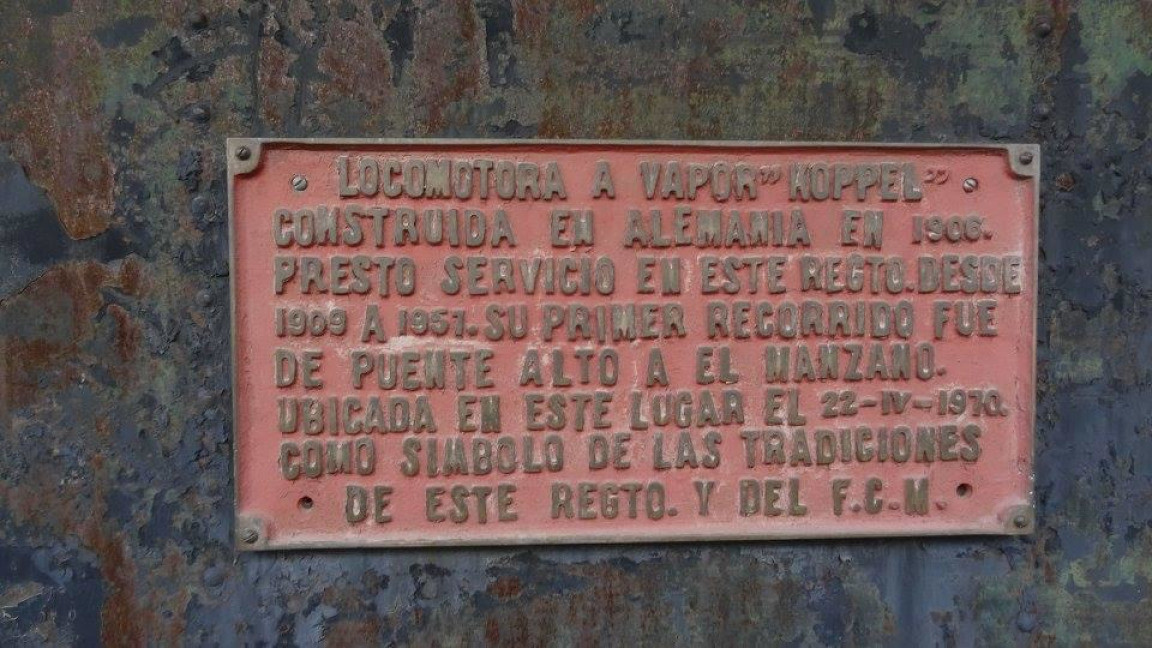 LOCOMOTORA A VAPOR" KOPPEL"
CONSTRUIDA EN ALEMANIA EN 1906.
PRESTO SERVICIO EN ESTE REGTO. DESDE
1909 A 1951. SU PRIMER RECORRIDO FUE
DE PUENTE ALTO A EL MANZANO.
UBICADA EN ESTE LUGAR EL 22-IV-1970.
COMO SIMBOLO DE LAS TRADICIONES
DE ESTE REGTO. Y DEL F.C.M.